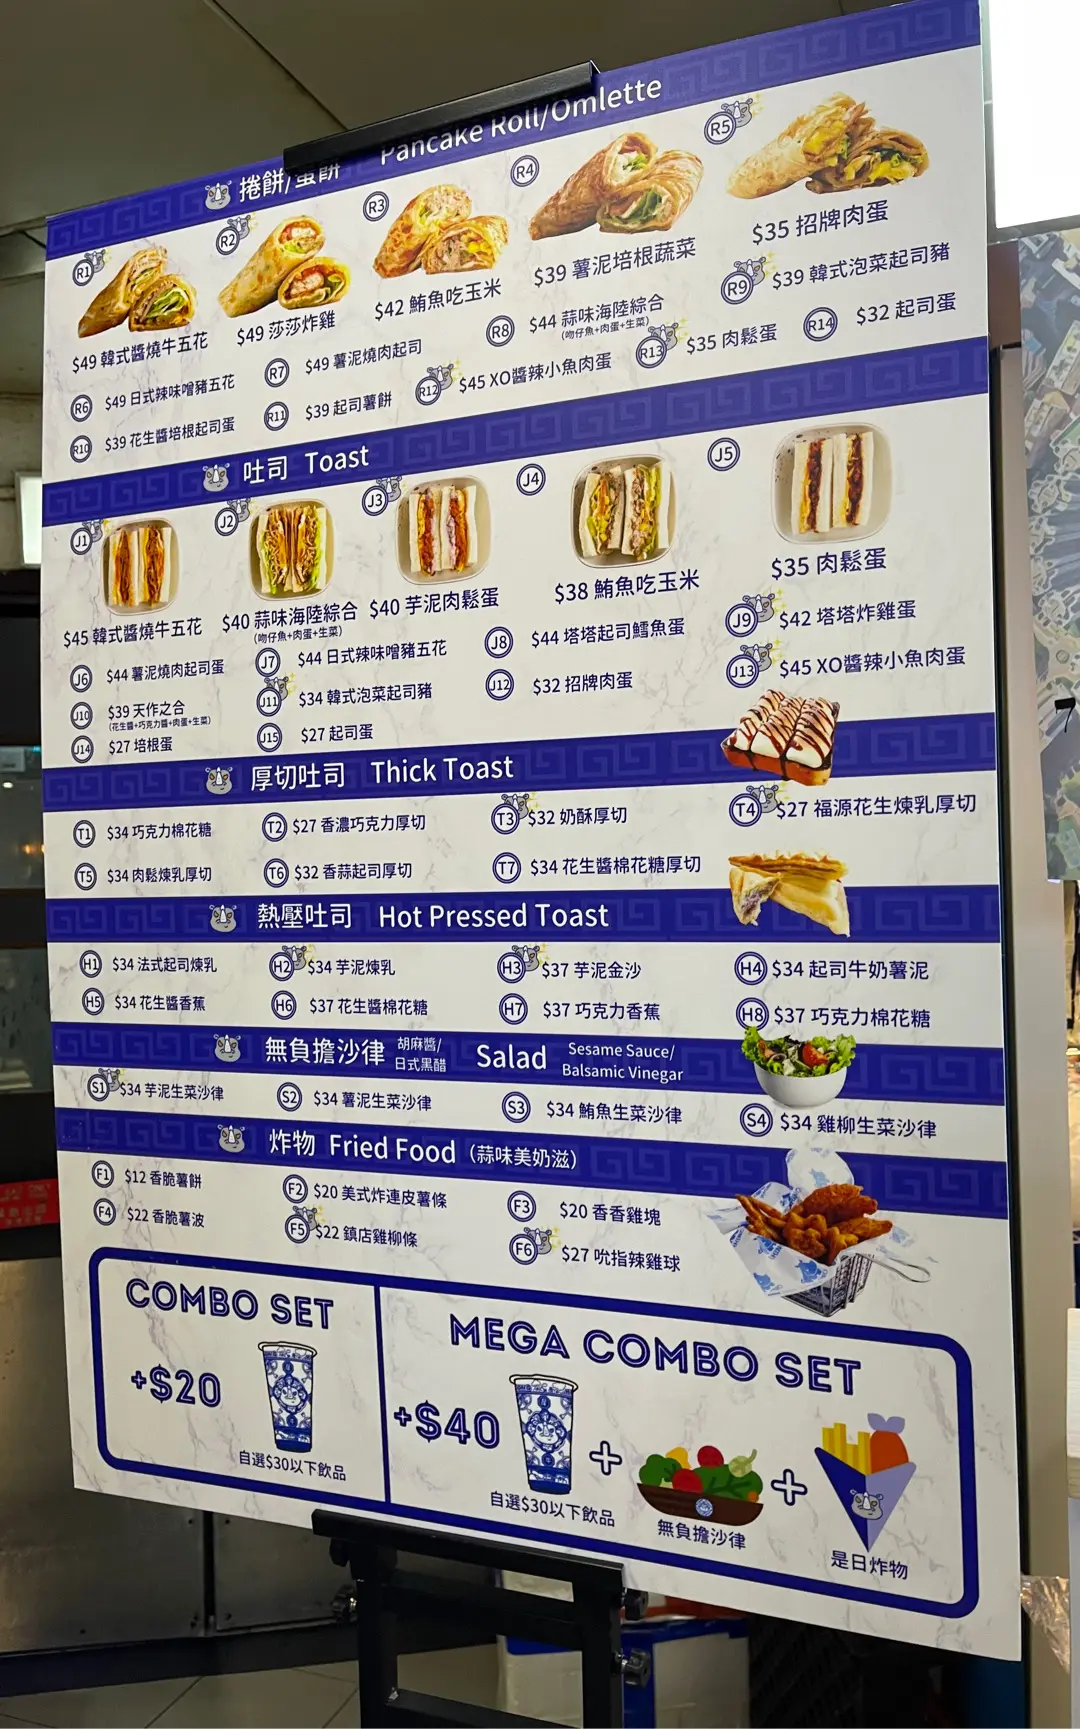 捲餅/蛋餅 Pancake Roll/Omlette
R1 R2 R3 R4 R5
$49 韓式醬燒牛五花 $49 莎莎炸雞 $42 鮪魚吃玉米 $39 薯泥培根蔬菜 $35 招牌肉蛋
R6 $49 日式辣味噌豬五花 R7 $49 薯泥燒肉起司 R8 $44 蒜味海陸綜合 R9 $39 韓式泡菜起司豬
(吻仔魚+肉蛋+生菜)
R10 $39 花生醬培根起司蛋 R11 $39 起司薯餅 R12 $45 XO醬辣小魚肉蛋 R13 $35 肉鬆蛋 R14 $32 起司蛋
吐司 Toast
J1 J2 J3 J4 J5
$45 韓式醬燒牛五花 $40 蒜味海陸綜合 $40 芋泥肉鬆蛋 $38 鮪魚吃玉米 $35 肉鬆蛋
(吻仔魚+肉蛋+生菜)
J6 $44 薯泥燒肉起司蛋 J7 $44 日式辣味噌豬五花 J8 $44 塔塔起司鱈魚蛋 J9 $42 塔塔炸雞蛋
J10 $39 天作之合 J11 $34 韓式泡菜起司豬 J12 $32 招牌肉蛋 J13 $45 XO醬辣小魚肉蛋
(花生醬+巧克力醬+肉蛋+生菜)
J14 $27 培根蛋 J15 $27 起司蛋
厚切吐司 Thick Toast
T1 $34 巧克力棉花糖 T2 $27 香濃巧克力厚切 T3 $32 奶酥厚切 T4 $27 福源花生煉乳厚切
T5 $34 肉鬆煉乳厚切 T6 $32 香蒜起司厚切 T7 $34 花生醬棉花糖厚切
熱壓吐司 Hot Pressed Toast
H1 $34 法式起司煉乳 H2 $34 芋泥煉乳 H3 $37 芋泥金沙 H4 $34 起司牛奶薯泥
H5 $34 花生醬香蕉 H6 $37 花生醬棉花糖 H7 $37 巧克力香蕉 H8 $37 巧克力棉花糖
無負擔沙律 胡麻醬/ 日式黑醋 Salad Sesame Sauce/ Balsamic Vinegar
S1 $34 芋泥生菜沙律 S2 $34 薯泥生菜沙律 S3 $34 鮪魚生菜沙律 S4 $34 雞柳生菜沙律
炸物 Fried Food (蒜味美奶滋)
F1 $12 香脆薯餅 F2 $20 美式炸連皮薯條 F3 $20 香香雞塊
F4 $22 香脆薯波 F5 $22 鎮店雞柳條 F6 $27 吮指辣雞球
COMBO SET
+$20
自選$30以下飲品
MEGA COMBO SET
+$40 + +
自選$30以下飲品 無負擔沙律 是日炸物